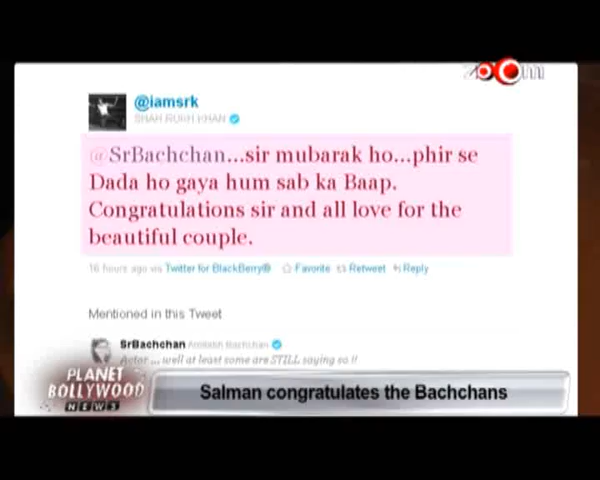 zoom
@iamsrk
SHAH RUKH KHAN
@SrBachchan...sir mubarak ho...phir se
Dada ho gaya hum sab ka Baap.
Congratulations sir and all love for the
beautiful couple.
16 hours ago via Twitter for BlackBerry® Favorite Retweet Reply
Mentioned in this Tweet
SrBachchan Amitabh Bachchan
Actor ... well at least some are STILL saying so !!
PLANET
BOLLYWOOD
NEWS
Salman congratulates the Bachchans